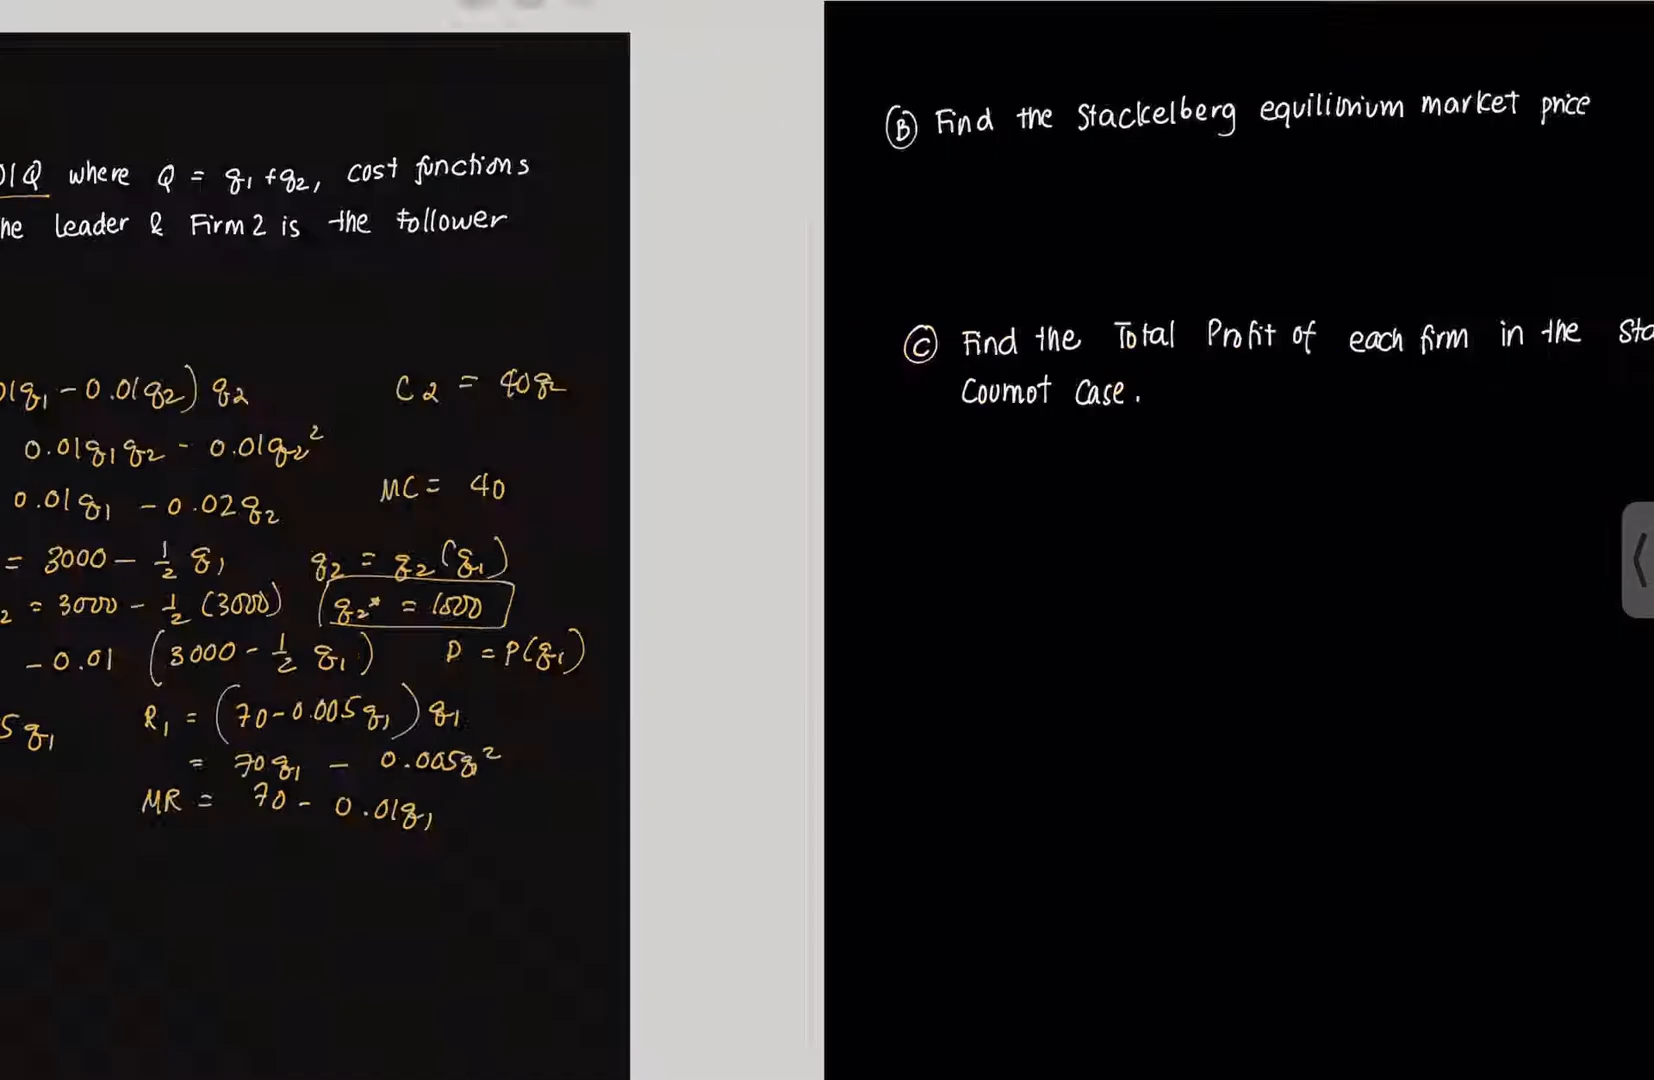 01Q where Q = q1 + q2, cost functions
he leader & Firm 2 is the follower
01q1 - 0.01q2) q2 C2 = 40q2
0.01q1q2 - 0.01q2²
0.01q1 - 0.02q2 MC = 40
= 3000 - 1/2 q1 q2 = q2(q1)
2 = 3000 - 1/2 (3000) q2* = 1500
- 0.01 (3000 - 1/2 q1) P = P(q1)
5q1 R1 = (70 - 0.005q1) q1
= 70q1 - 0.005q²
MR = 70 - 0.01q1
(B) Find the Stackelberg equilibrium market price
(C) Find the Total Profit of each firm in the Sta
Cournot Case.